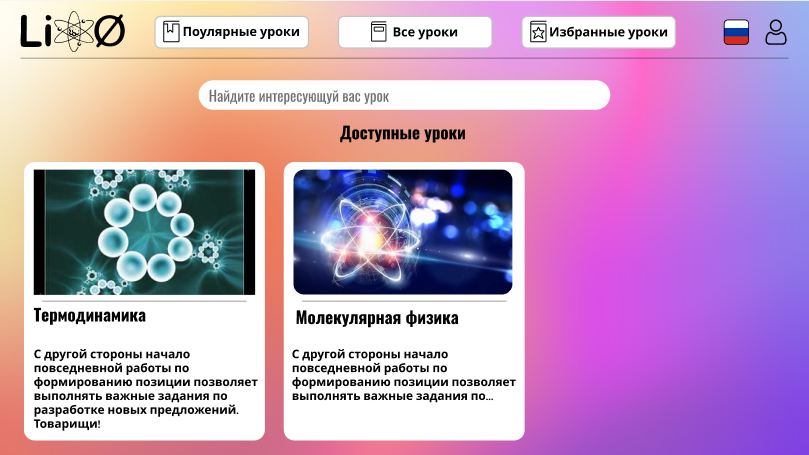 Li Ø
Поулярные уроки
Все уроки
Избранные уроки
Найдите интересующуй вас урок
Доступные уроки
Термодинамика
С другой стороны начало
повседневной работы по
формированию позиции позволяет
выполнять важные задания по
разработке новых предложений.
Товарищи!
Молекулярная физика
С другой стороны начало
повседневной работы по
формированию позиции позволяет
выполнять важные задания по...